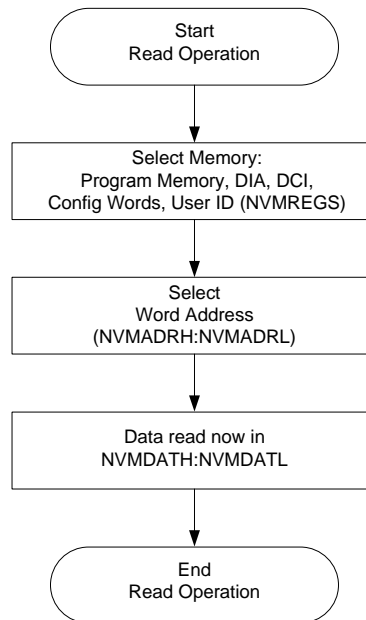 Start
Read Operation
Select Memory:
Program Memory, DIA, DCI,
Config Words, User ID (NVMREGS)
Select
Word Address
(NVMADRH:NVMADRL)
Data read now in
NVMDATH:NVMDATL
End
Read Operation